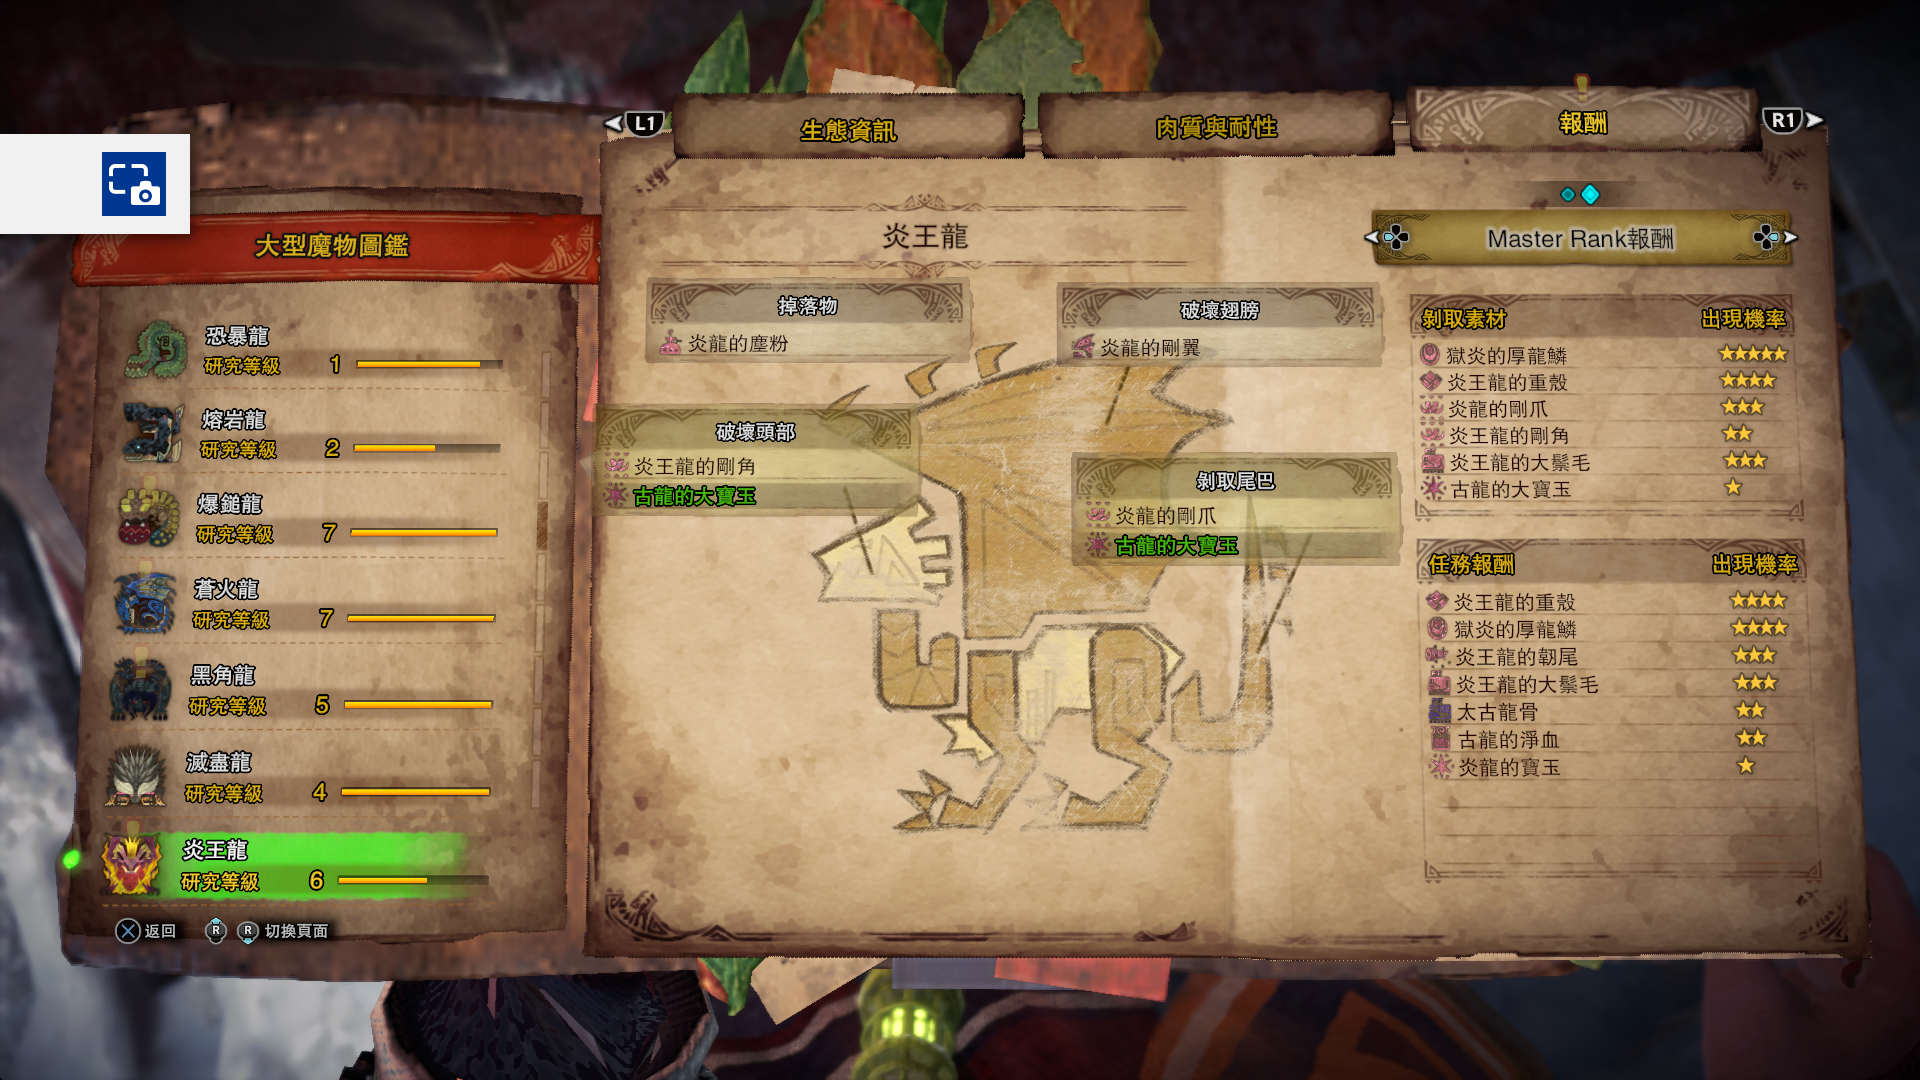 L1
生態資訊
肉質與耐性
報酬
R1
大型魔物圖鑑
恐暴龍
研究等級 1
熔岩龍
研究等級 2
爆鎚龍
研究等級 7
蒼火龍
研究等級 7
黑角龍
研究等級 5
滅盡龍
研究等級 4
炎王龍
研究等級 6
返回
R
R
切換頁面
炎王龍
掉落物
炎龍的塵粉
破壞翅膀
炎龍的剛翼
破壞頭部
炎王龍的剛角
古龍的大寶玉
剝取尾巴
炎龍的剛爪
古龍的大寶玉
Master Rank報酬
剝取素材 出現機率
獄炎的厚龍鱗 ★★★★★
炎王龍的重殼 ★★★★
炎龍的剛爪 ★★★
炎王龍的剛角 ★★
炎王龍的大鬃毛 ★★★
古龍的大寶玉 ★
任務報酬 出現機率
炎王龍的重殼 ★★★★
獄炎的厚龍鱗 ★★★★
炎王龍的韌尾 ★★★
炎王龍的大鬃毛 ★★★
太古龍骨 ★★
古龍的淨血 ★★
炎龍的寶玉 ★